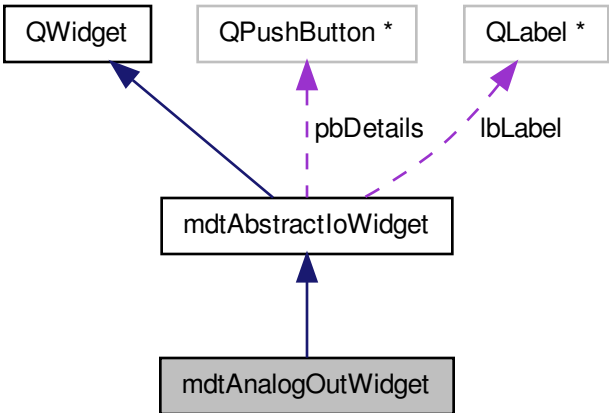 QWidget
QPushButton *
QLabel *
pbDetails
lbLabel
mdtAbstractIoWidget
mdtAnalogOutWidget